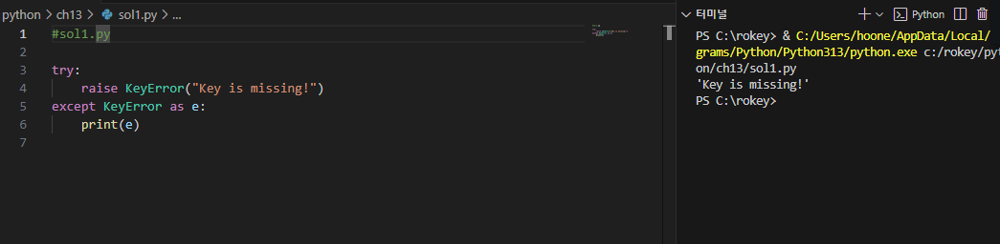 python > ch13 > sol1.py > ...
1 #sol1.py
2
3 try:
4     raise KeyError("Key is missing!")
5 except KeyError as e:
6     print(e)
7
터미널
Python
PS C:\rokey> & C:/Users/hoone/AppData/Local/
grams/Python/Python313/python.exe c:/rokey/pyt
on/ch13/sol1.py
'Key is missing!'
PS C:\rokey>